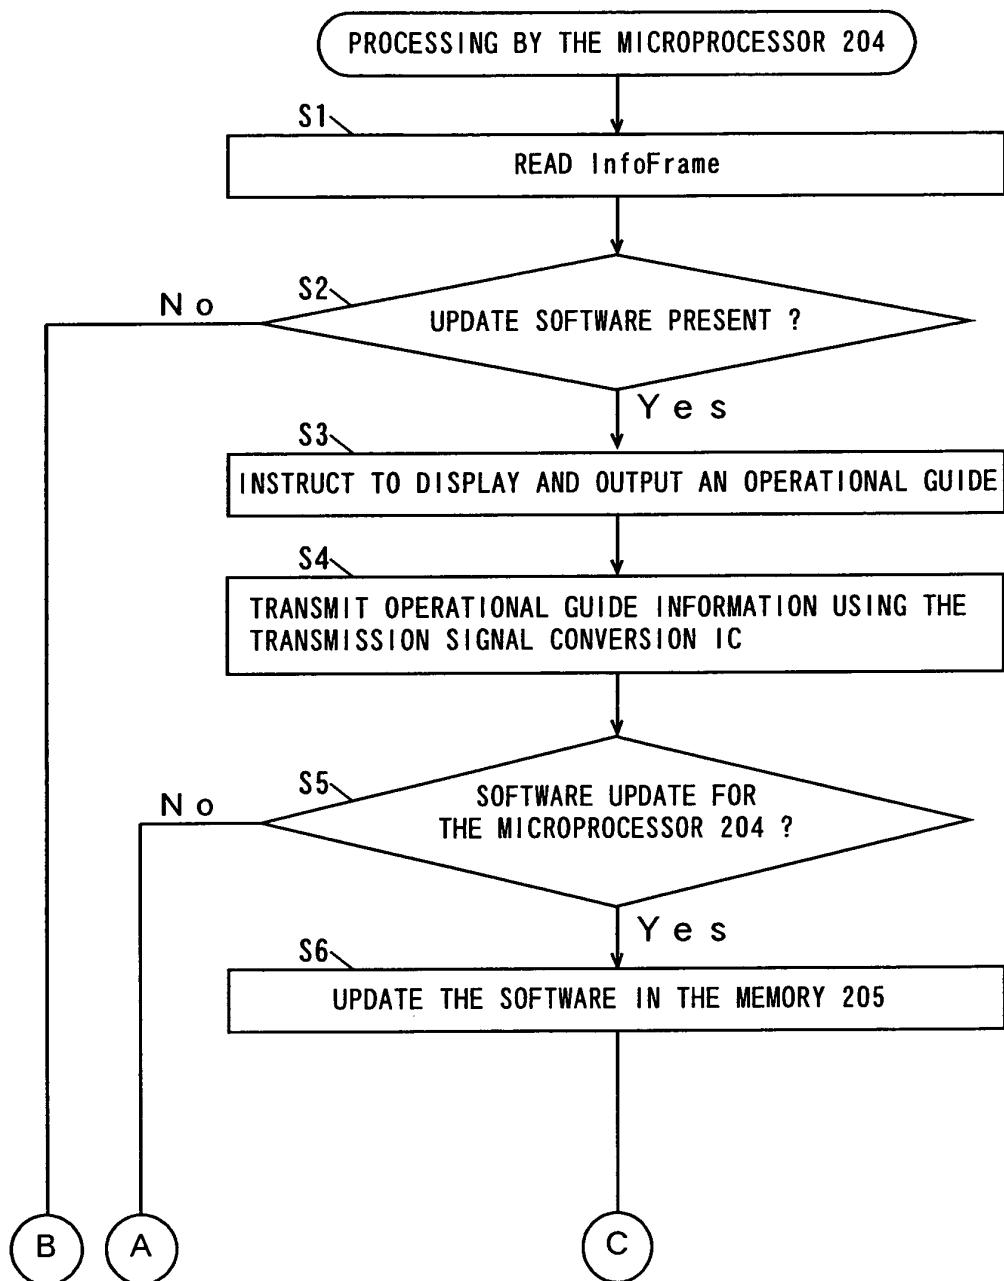 PROCESSING BY THE MICROPROCESSOR 204
S1
READ InfoFrame
S2
No
UPDATE SOFTWARE PRESENT ?
Yes
S3
INSTRUCT TO DISPLAY AND OUTPUT AN OPERATIONAL GUIDE
S4
TRANSMIT OPERATIONAL GUIDE INFORMATION USING THE
TRANSMISSION SIGNAL CONVERSION IC
S5
No
SOFTWARE UPDATE FOR
THE MICROPROCESSOR 204 ?
Yes
S6
UPDATE THE SOFTWARE IN THE MEMORY 205
B
A
C